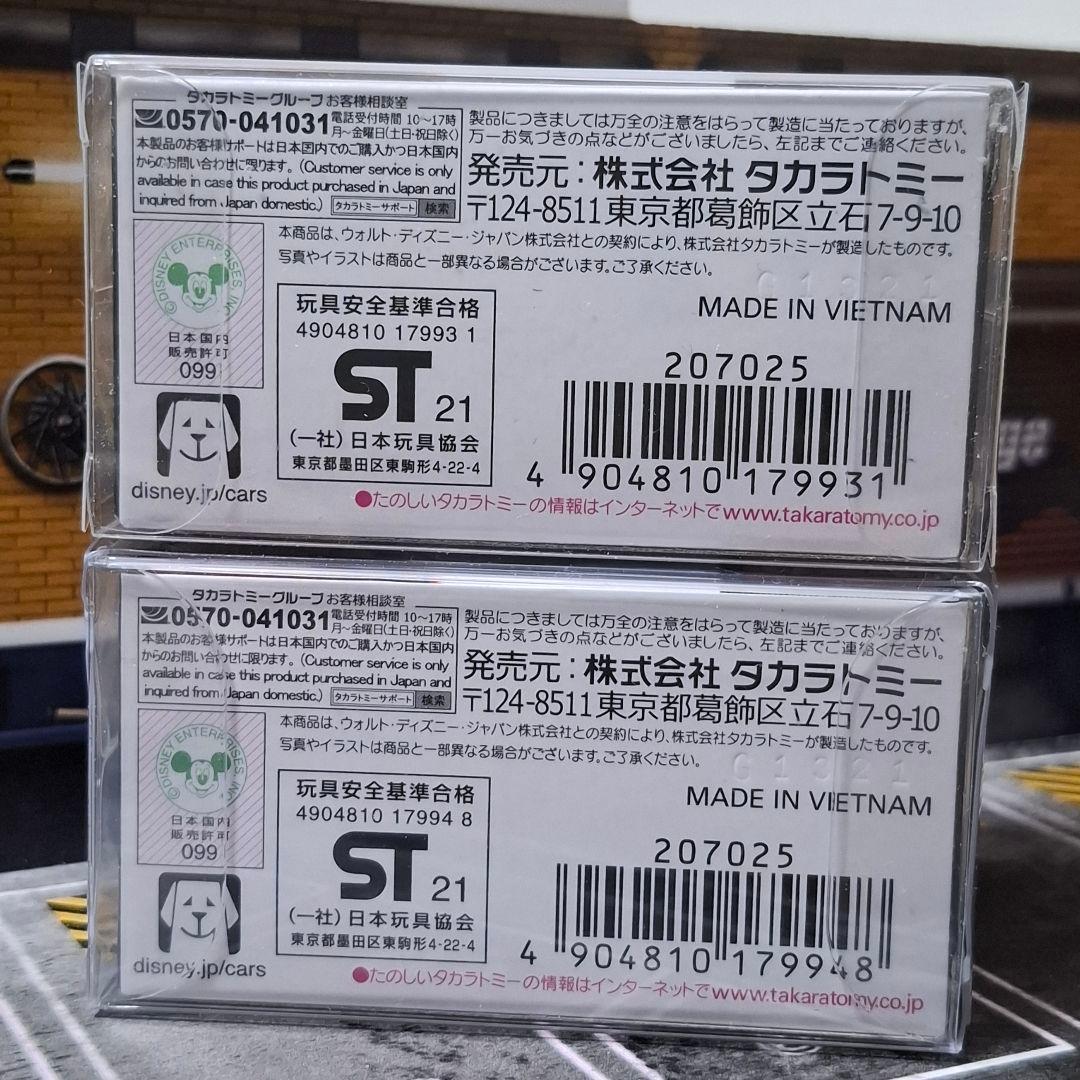 タカラトミーグループ お客様相談室
0570-041031 電話受付時間 10～17時
月～金曜日(土日・祝日除く)
本製品のお客様サポートは日本国内でのご購入かつ日本国内
からのお問い合わせに限ります。(Customer service is only
available in case this product purchased in Japan and
inquired from Japan domestic.) タカラトミーサポート 検索
製品につきましては万全の注意をはらって製造に当たっておりますが、
万一お気づきの点などがございましたら、左記までご連絡ください。
発売元：株式会社 タカラトミー
〒124-8511 東京都葛飾区立石7-9-10
本商品は、ウォルト・ディズニー・ジャパン株式会社との契約により、株式会社タカラトミーが製造したものです。
写真やイラストは商品と一部異なる場合がございます。ご了承ください。
G1321
MADE IN VIETNAM
©DISNEY ENTERPRISES, INC.
日本国内
販売許可
099
disney.jp/cars
玩具安全基準合格
4904810 17993 1
ST 21
(一社)日本玩具協会
東京都墨田区東駒形4-22-4
207025
4 904810 179931
●たのしいタカラトミーの情報はインターネットでwww.takaratomy.co.jp
タカラトミーグループ お客様相談室
0570-041031 電話受付時間 10～17時
月～金曜日(土日・祝日除く)
本製品のお客様サポートは日本国内でのご購入かつ日本国内
からのお問い合わせに限ります。(Customer service is only
available in case this product purchased in Japan and
inquired from Japan domestic.) タカラトミーサポート 検索
製品につきましては万全の注意をはらって製造に当たっておりますが、
万一お気づきの点などがございましたら、左記までご連絡ください。
発売元：株式会社 タカラトミー
〒124-8511 東京都葛飾区立石7-9-10
本商品は、ウォルト・ディズニー・ジャパン株式会社との契約により、株式会社タカラトミーが製造したものです。
写真やイラストは商品と一部異なる場合がございます。ご了承ください。
G1321
MADE IN VIETNAM
©DISNEY ENTERPRISES, INC.
日本国内
販売許可
099
disney.jp/cars
玩具安全基準合格
4904810 17994 8
ST 21
(一社)日本玩具協会
東京都墨田区東駒形4-22-4
207025
4 904810 179948
●たのしいタカラトミーの情報はインターネットでwww.takaratomy.co.jp